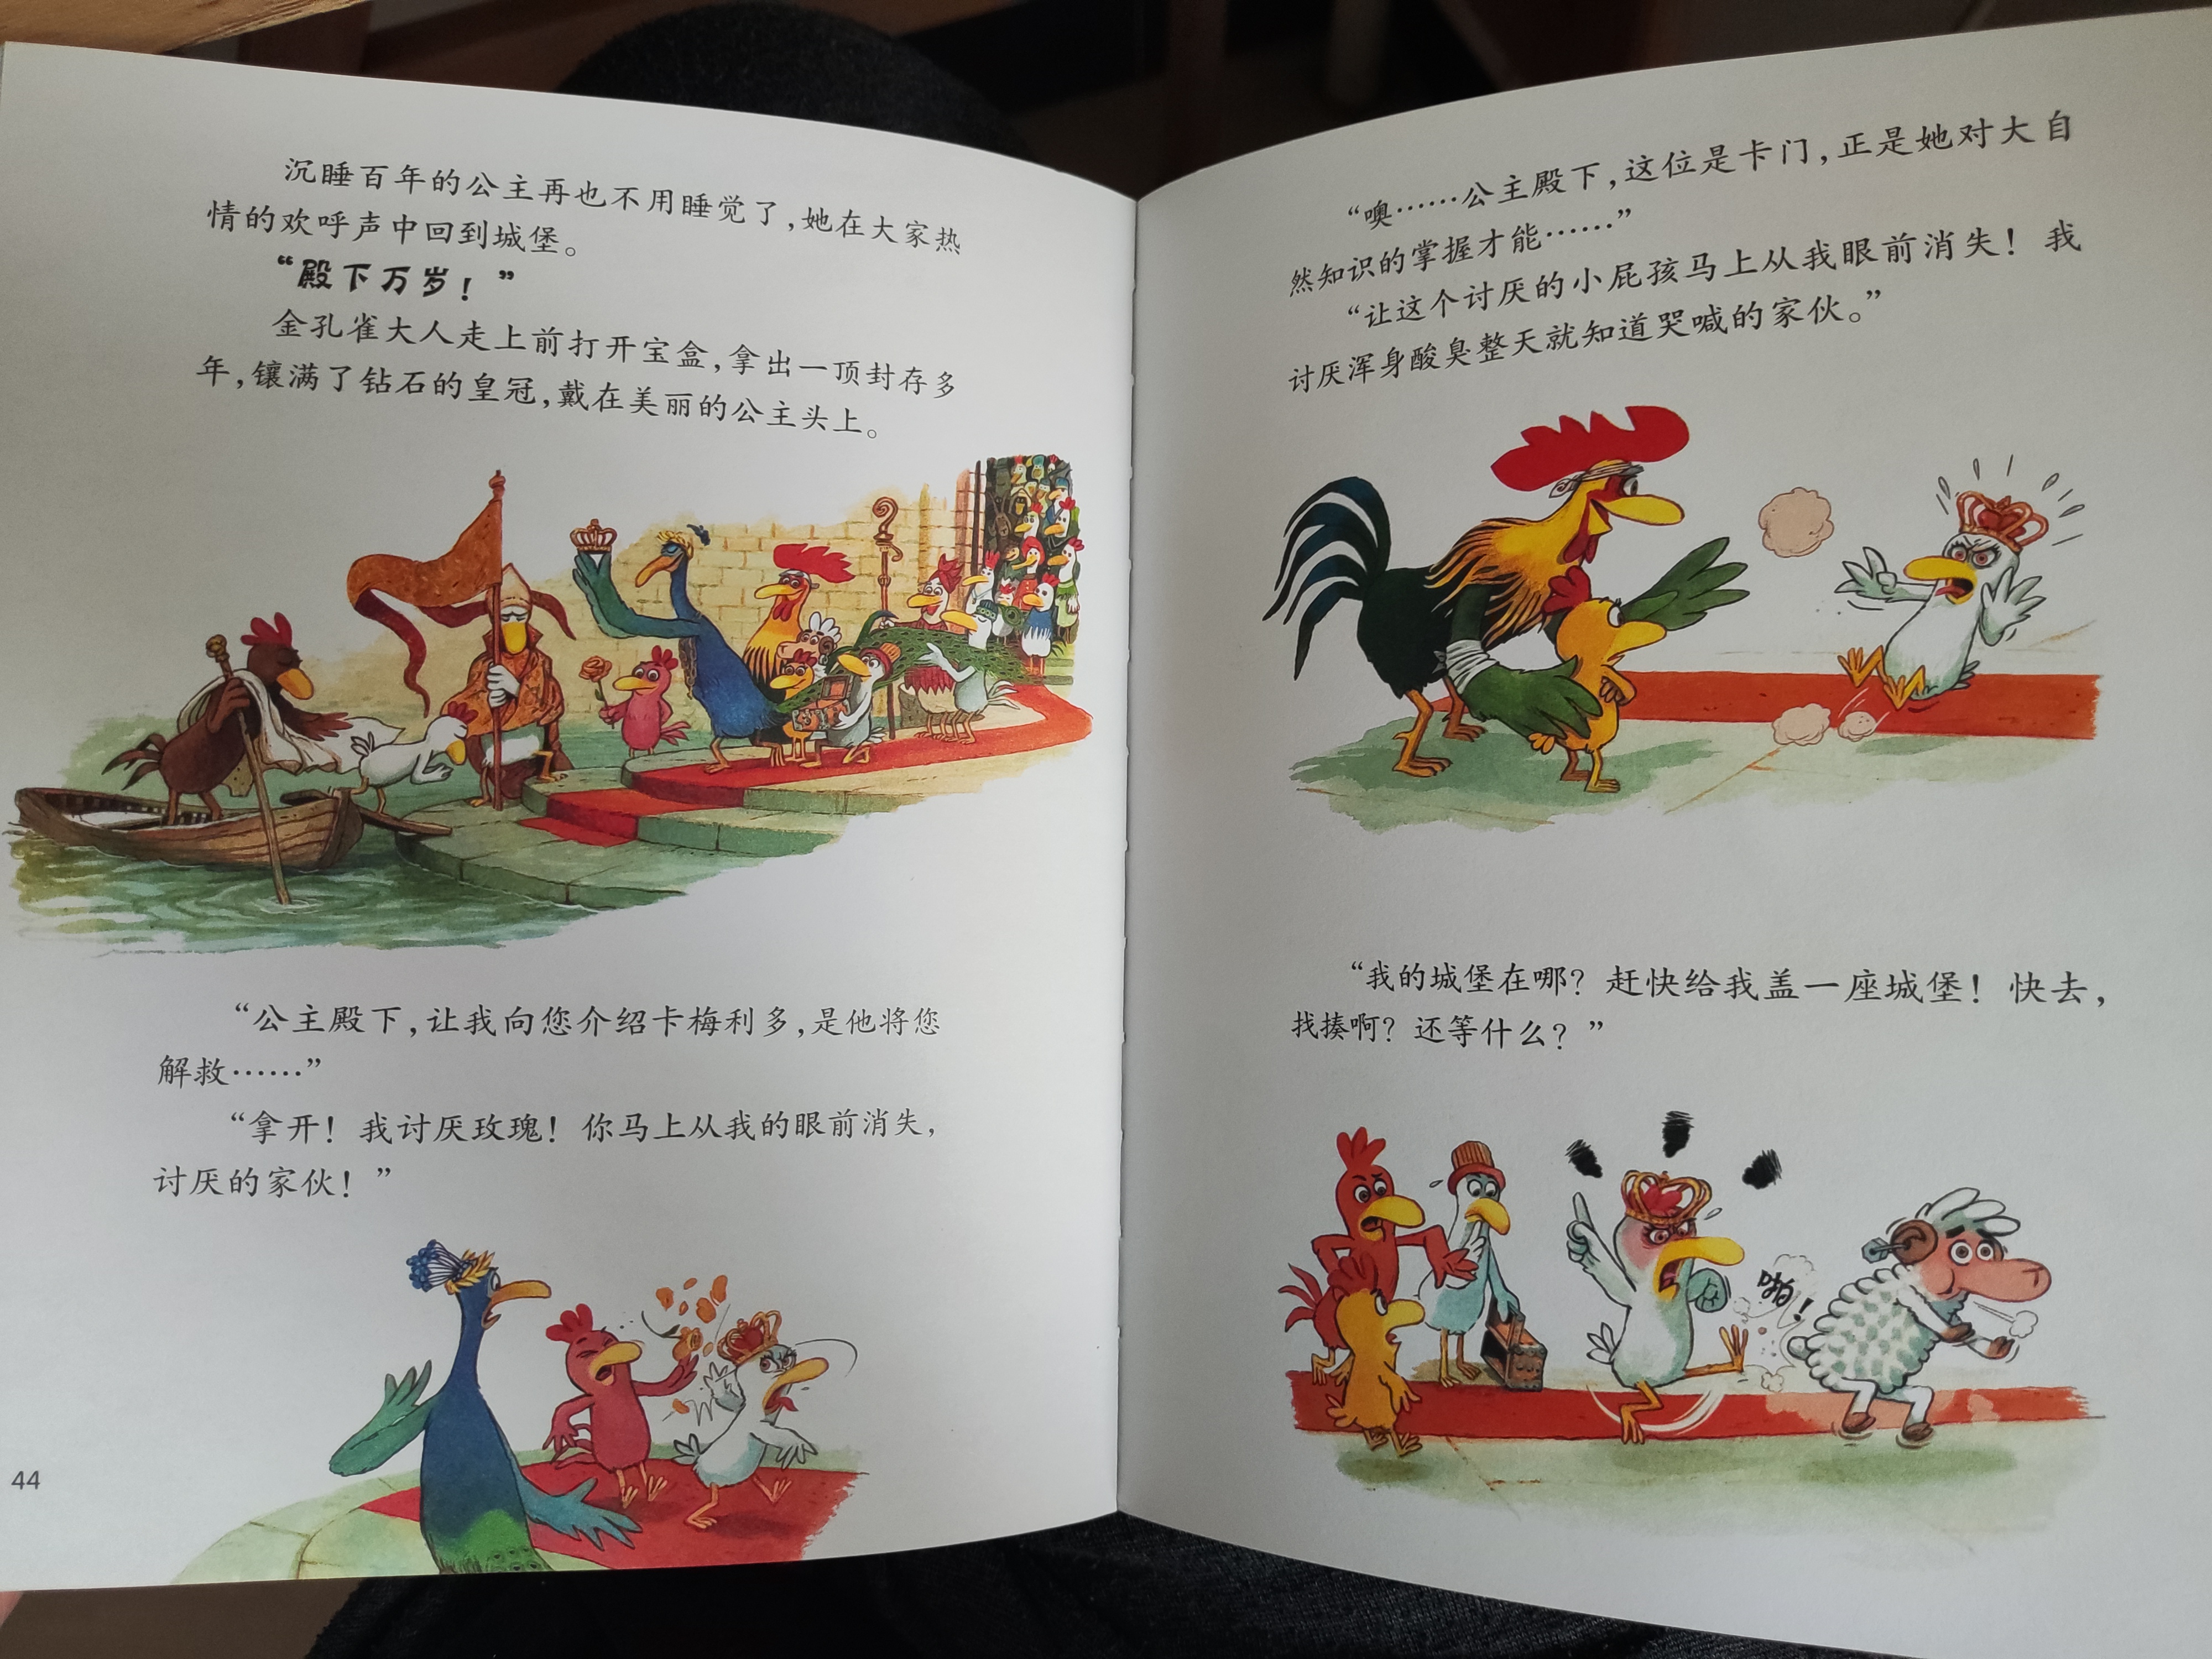 沉睡百年的公主再也不用睡觉了,她在大家热
情的欢呼声中回到城堡。
“殿下万岁!”
金孔雀大人走上前打开宝盒,拿出一顶封存多
年,镶满了钻石的皇冠,戴在美丽的公主头上。
“公主殿下,让我向您介绍卡梅利多,是他将您
解救……”
“拿开!我讨厌玫瑰!你马上从我的眼前消失,
讨厌的家伙!”
44
“噢……公主殿下,这位是卡门,正是她对大自
然知识的掌握才能……”
“让这个讨厌的小屁孩马上从我眼前消失!我
讨厌浑身酸臭整天就知道哭喊的家伙。”
“我的城堡在哪?赶快给我盖一座城堡!快去,
找揍啊?还等什么?”
啪!